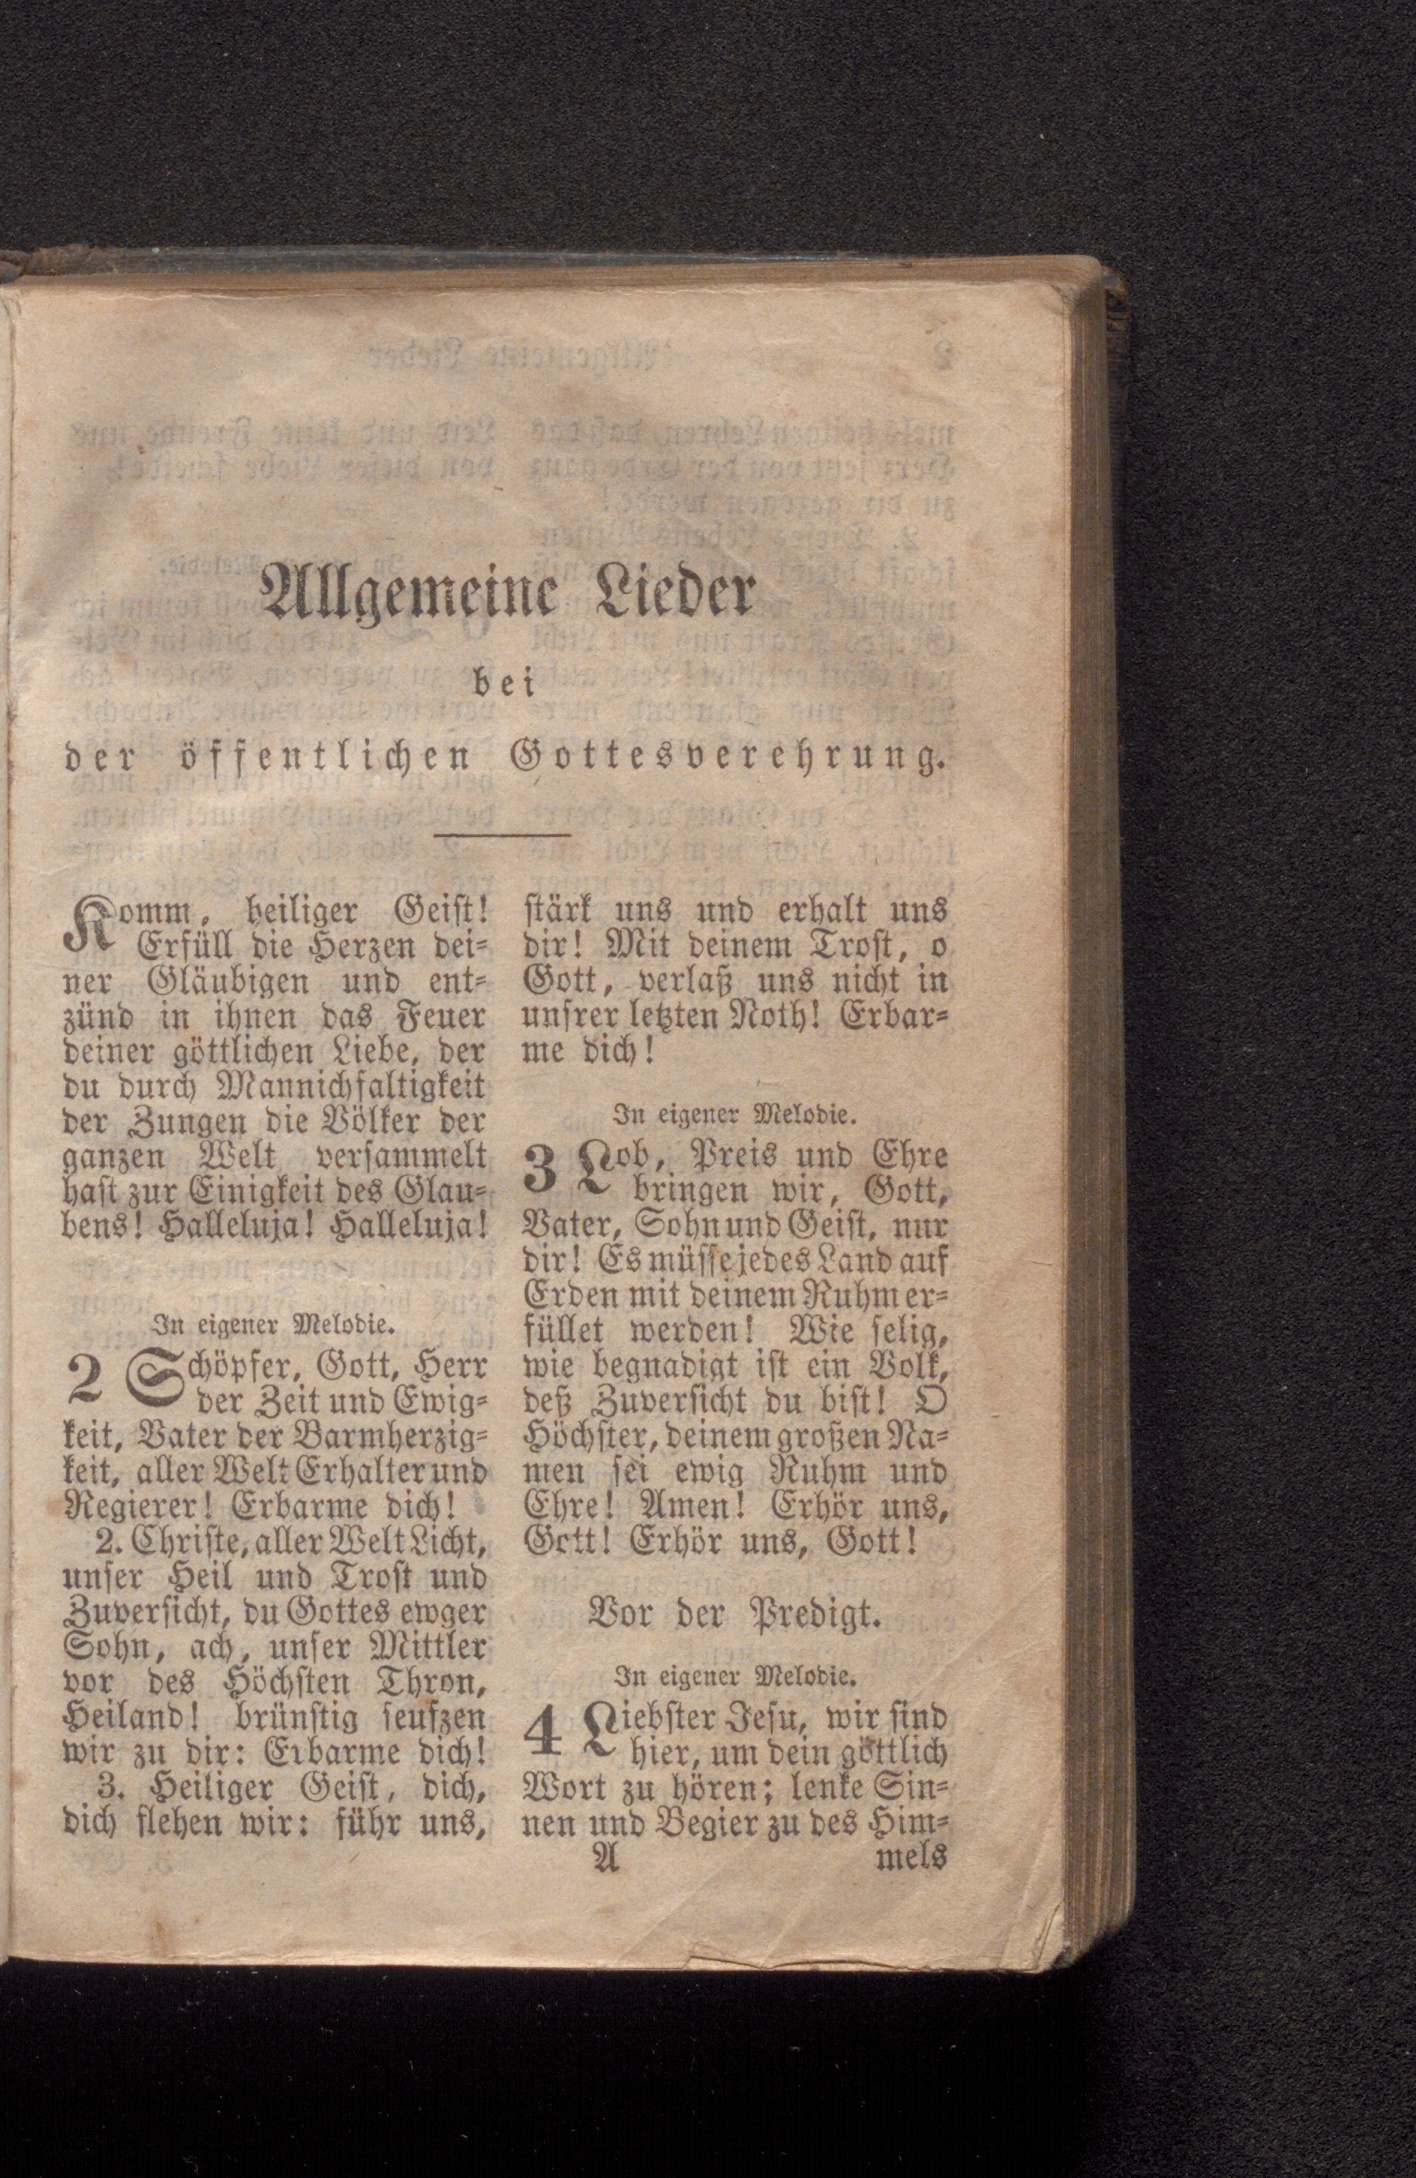 Allgemeine Lieder
bei
der öffentlichen Gottesverehrung.
Komm, heiliger Geist!
Erfüll die Herzen dei-
ner Gläubigen und ent-
zünd in ihnen das Feuer
deiner göttlichen Liebe, der
du durch Mannichfaltigkeit
der Zungen die Völker der
ganzen Welt versammelt
hast zur Einigkeit des Glau-
bens! Halleluja! Halleluja!
In eigener Melodie.
2 Schöpfer, Gott, Herr
der Zeit und Ewig-
keit, Vater der Barmherzig-
keit, aller Welt Erhalter und
Regierer! Erbarme dich!
2. Christe, aller Welt Licht,
unser Heil und Trost und
Zuversicht, du Gottes ewger
Sohn, ach, unser Mittler
vor des Höchsten Thron,
Heiland! brünstig seufzen
wir zu dir: Erbarme dich!
3. Heiliger Geist, dich,
dich flehen wir: führ uns,
stärk uns und erhalt uns
dir! Mit deinem Trost, o
Gott, verlaß uns nicht in
unsrer letzten Noth! Erbar-
me dich!
In eigener Melodie.
3 Lob, Preis und Ehre
bringen wir, Gott,
Vater, Sohn und Geist, nur
dir! Es müsse jedes Land auf
Erden mit deinem Ruhm er-
füllet werden! Wie selig,
wie begnadigt ist ein Volk,
deß Zuversicht du bist! O
Höchster, deinem großen Na-
men sei ewig Ruhm und
Ehre! Amen! Erhör uns,
Gott! Erhör uns, Gott!
Vor der Predigt.
In eigener Melodie.
4 Liebster Jesu, wir sind
hier, um dein göttlich
Wort zu hören; lenke Sin-
nen und Begier zu des Him-
A mels